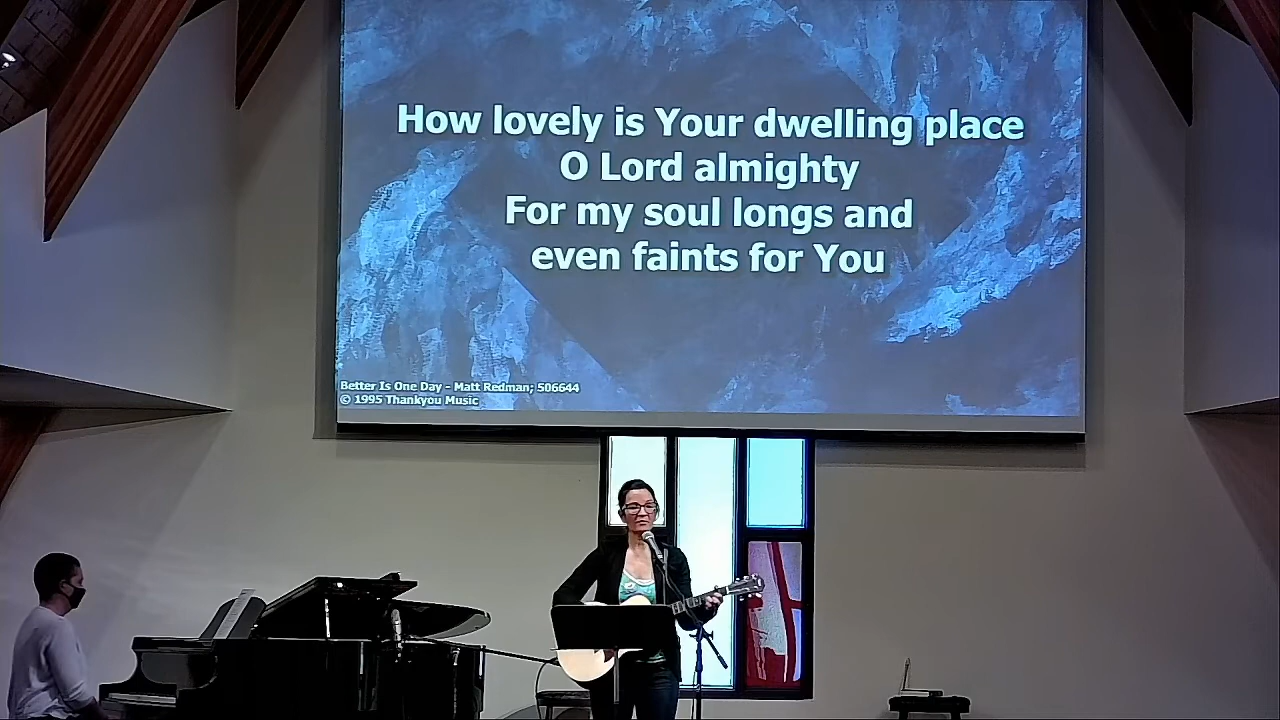 How lovely is Your dwelling place
O Lord almighty
For my soul longs and
even faints for You
Better Is One Day - Matt Redman; 506644
© 1995 Thankyou Music